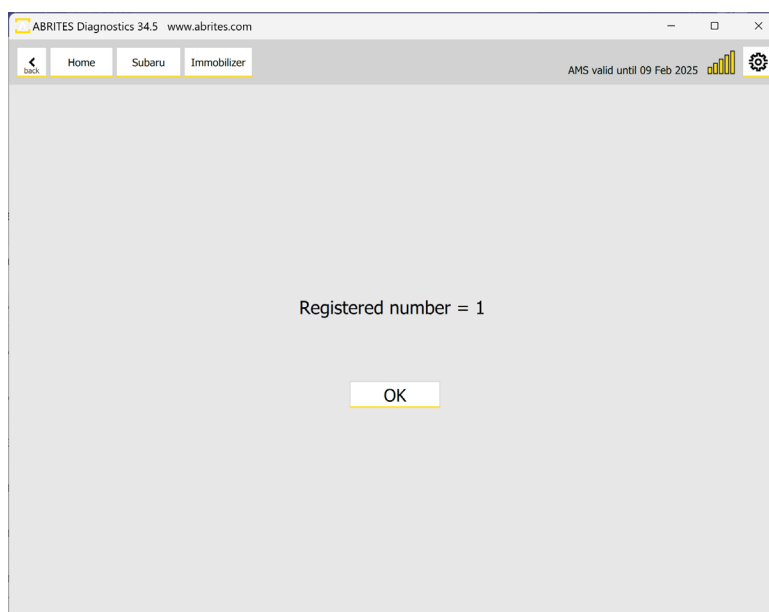 ABRITES Diagnostics 34.5 www.abrites.com
back Home Subaru Immobilizer
AMS valid until 09 Feb 2025
Registered number = 1
OK